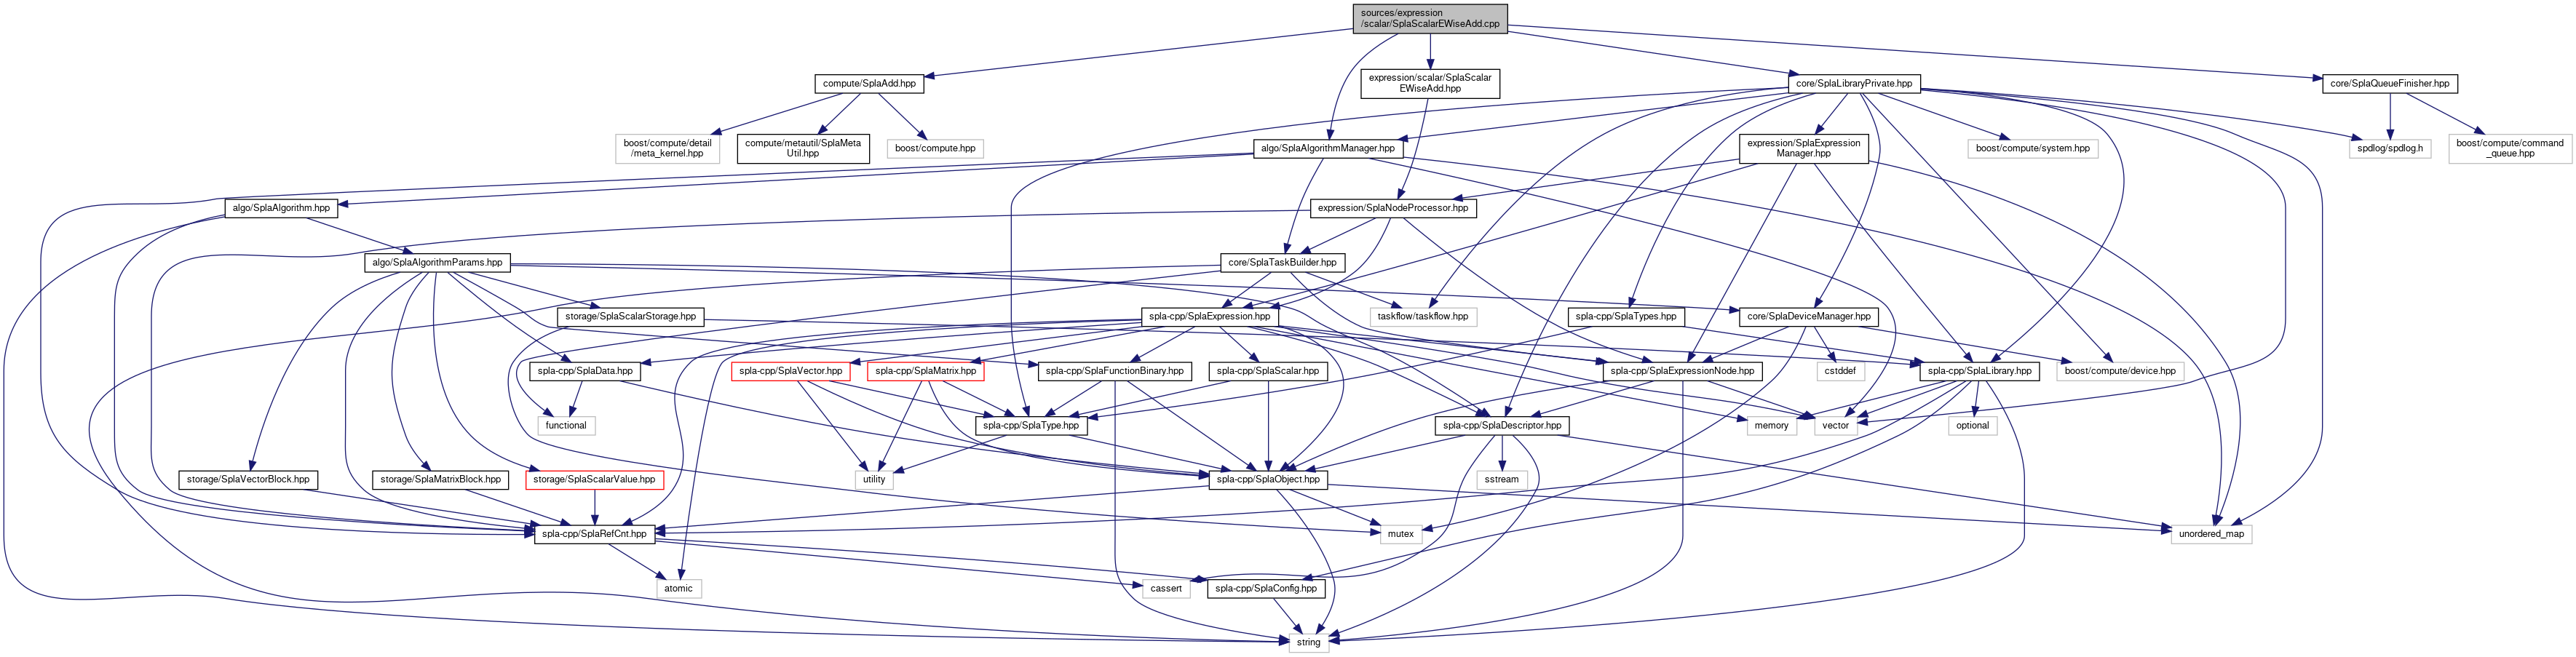 sources/expression
/scalar/SplaScalarEWiseAdd.cpp
compute/SplaAdd.hpp
expression/scalar/SplaScalar
EWiseAdd.hpp
core/SplaLibraryPrivate.hpp
core/SplaQueueFinisher.hpp
boost/compute/detail
/meta_kernel.hpp
compute/metautil/SplaMeta
Util.hpp
boost/compute.hpp
algo/SplaAlgorithmManager.hpp
expression/SplaExpression
Manager.hpp
boost/compute/system.hpp
spdlog/spdlog.h
boost/compute/command
_queue.hpp
algo/SplaAlgorithm.hpp
expression/SplaNodeProcessor.hpp
algo/SplaAlgorithmParams.hpp
core/SplaTaskBuilder.hpp
storage/SplaScalarStorage.hpp
spla-cpp/SplaExpression.hpp
taskflow/taskflow.hpp
spla-cpp/SplaTypes.hpp
core/SplaDeviceManager.hpp
spla-cpp/SplaData.hpp
spla-cpp/SplaVector.hpp
spla-cpp/SplaMatrix.hpp
spla-cpp/SplaFunctionBinary.hpp
spla-cpp/SplaScalar.hpp
spla-cpp/SplaExpressionNode.hpp
cstddef
spla-cpp/SplaLibrary.hpp
boost/compute/device.hpp
functional
spla-cpp/SplaType.hpp
spla-cpp/SplaDescriptor.hpp
memory
vector
optional
storage/SplaVectorBlock.hpp
storage/SplaMatrixBlock.hpp
storage/SplaScalarValue.hpp
utility
spla-cpp/SplaObject.hpp
sstream
spla-cpp/SplaRefCnt.hpp
mutex
unordered_map
atomic
cassert
spla-cpp/SplaConfig.hpp
string